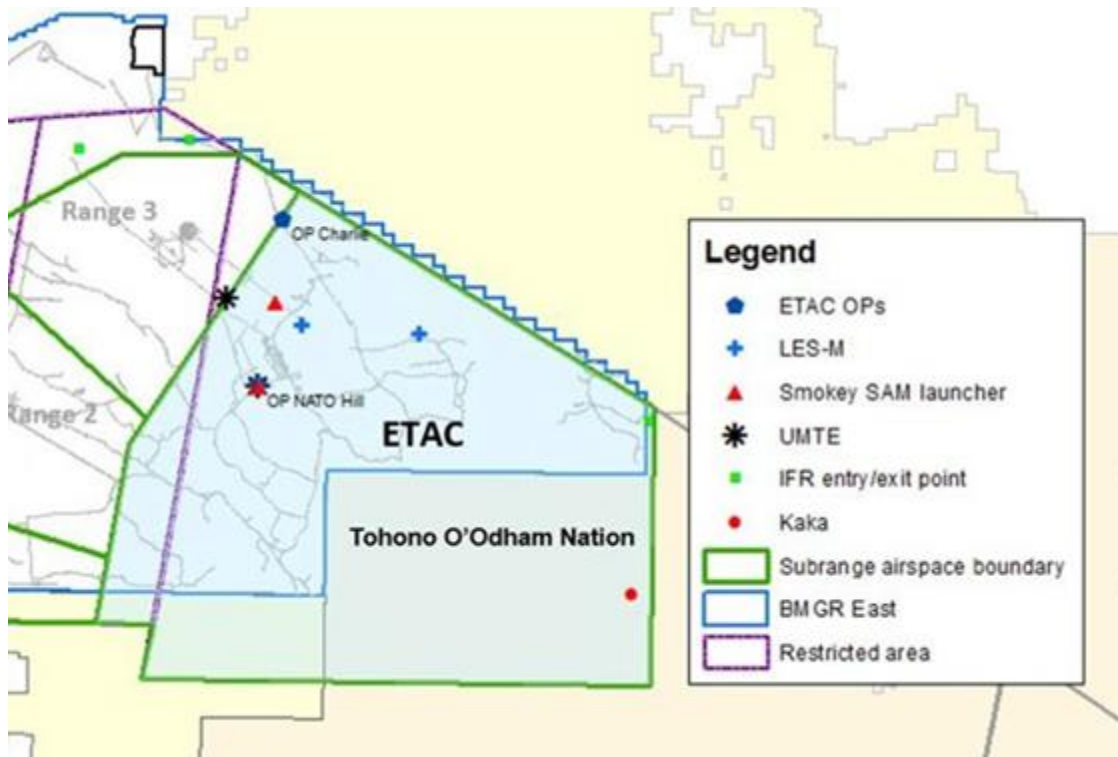 Range 3
OP Charlie
OP NATO Hill
Range 2
ETAC
Tohono O'Odham Nation
Legend
ETAC OPs
LES-M
Smokey SAM launcher
UMTE
IFR entry/exit point
Kaka
Subrange airspace boundary
BMGR East
Restricted area